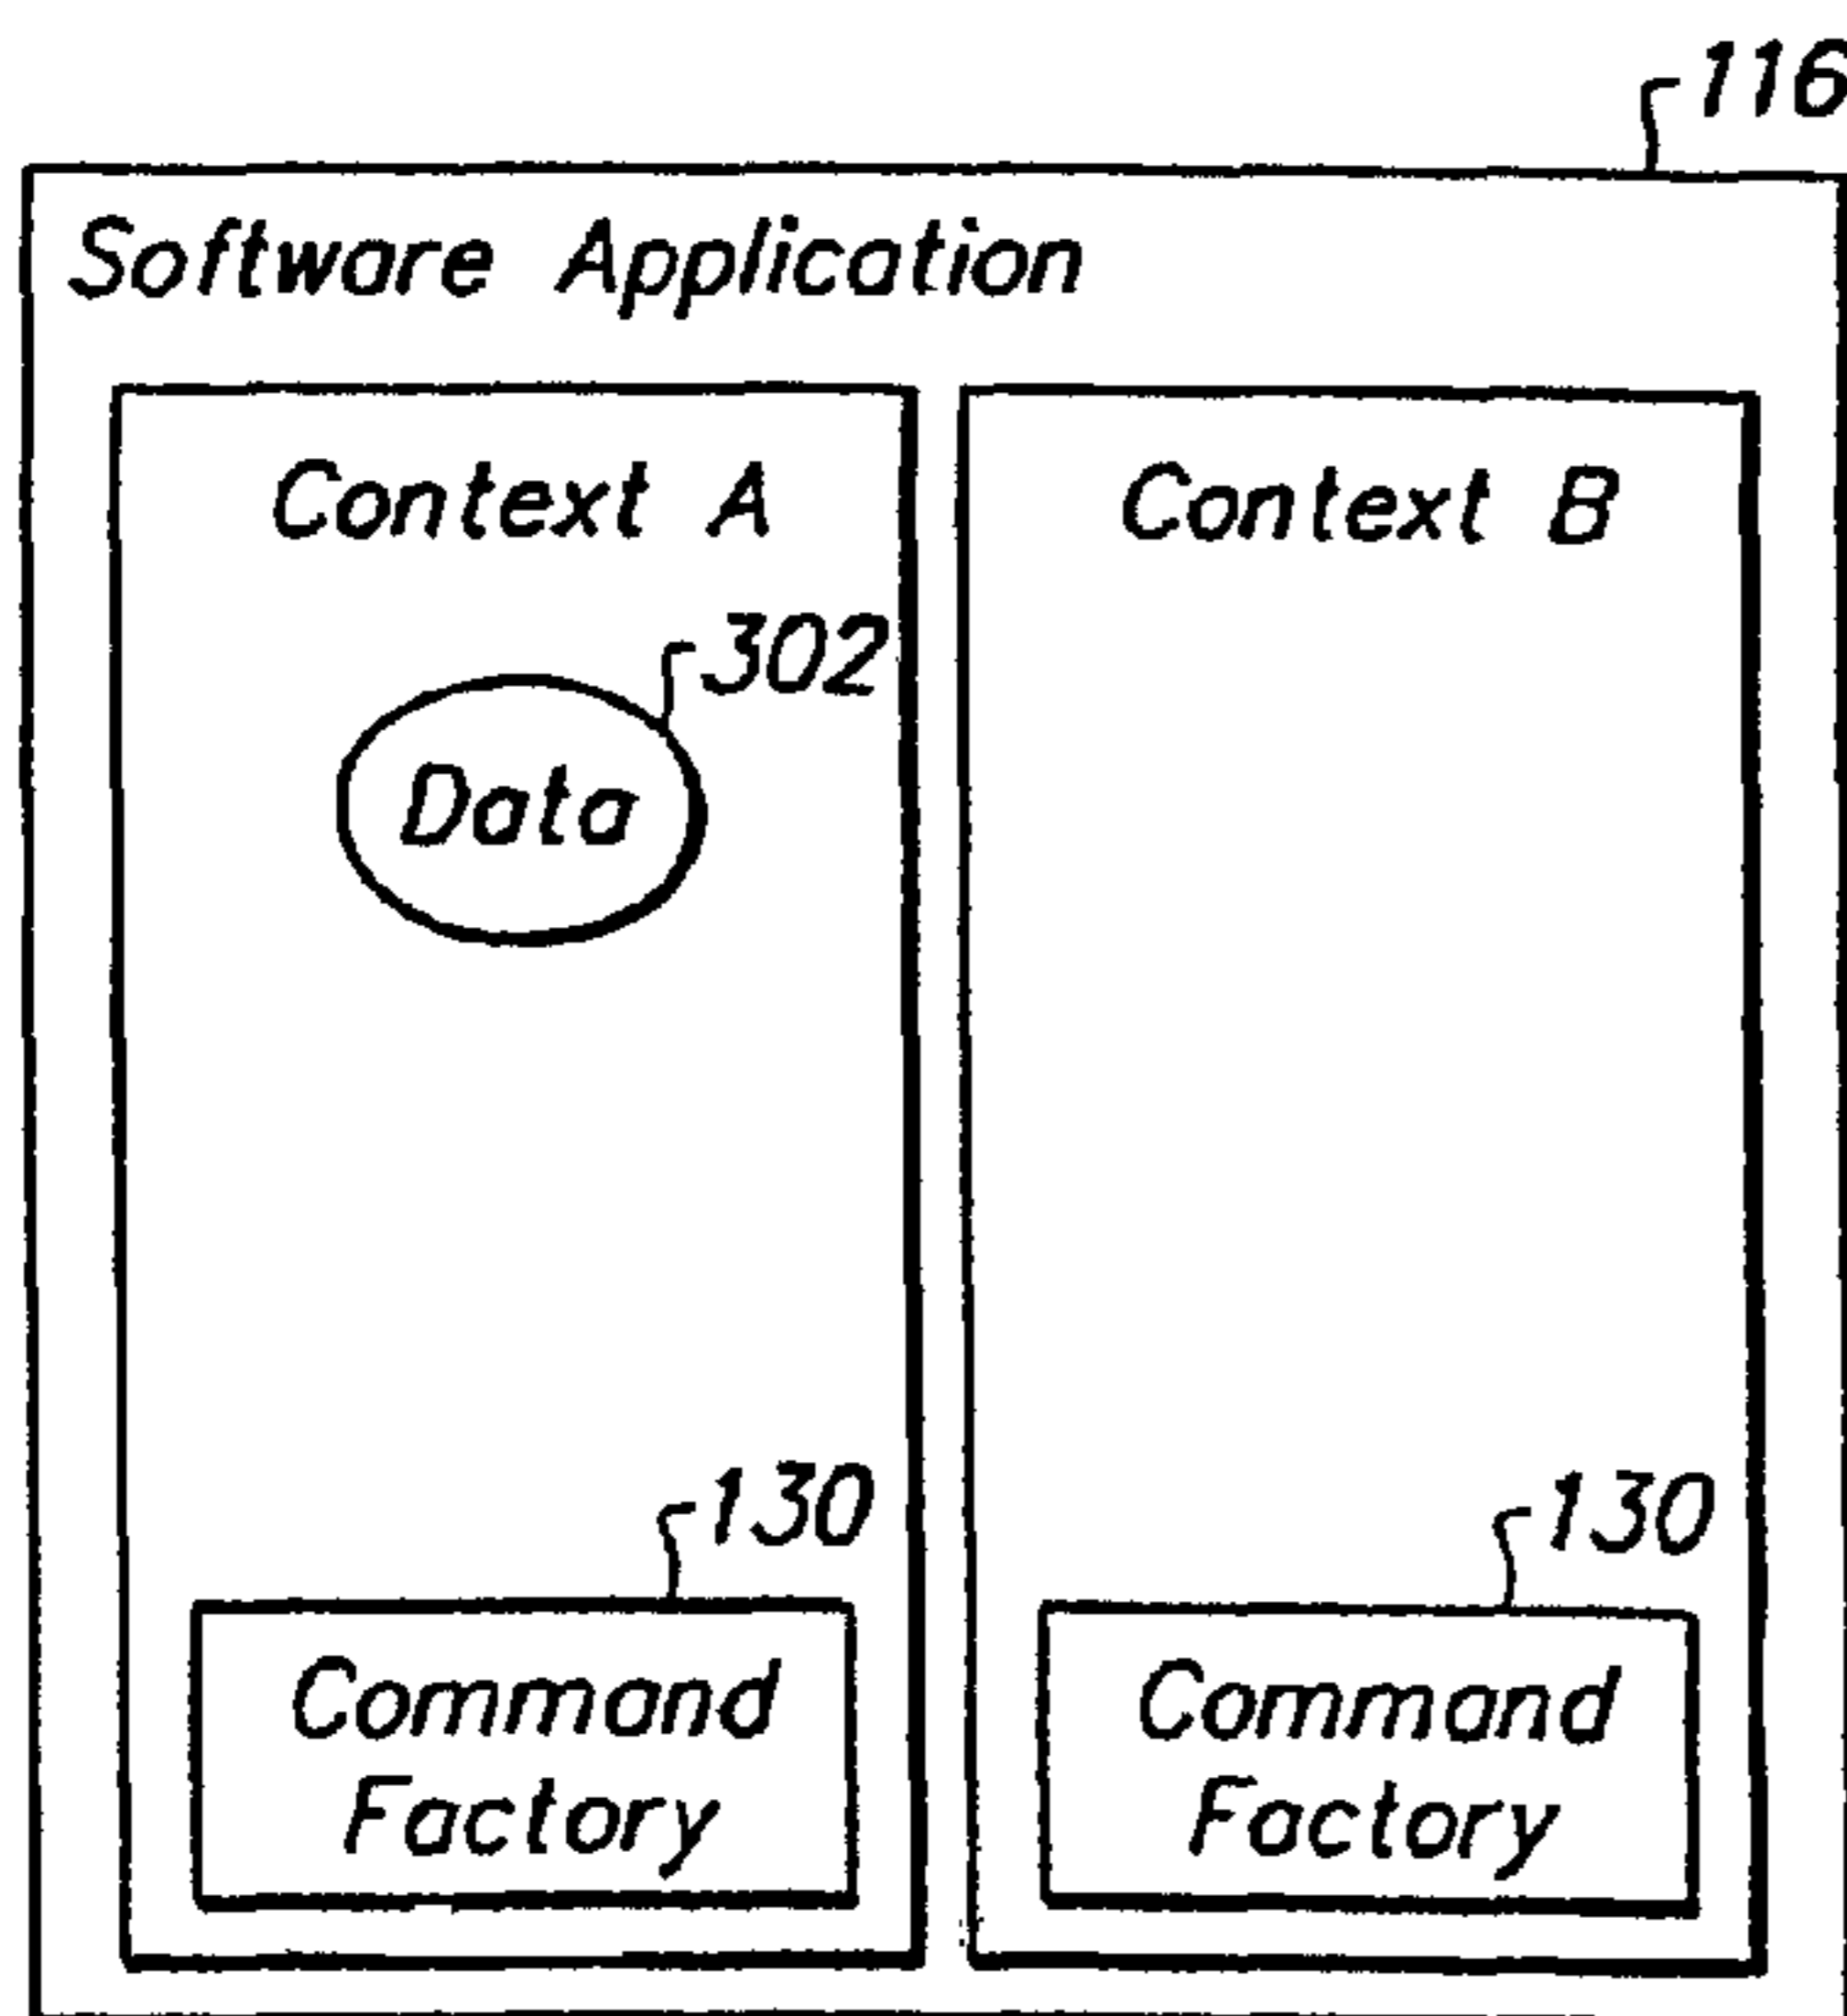 116
Software Application
Context A
302
Data
130
Command
Factory
Context B
130
Command
Factory